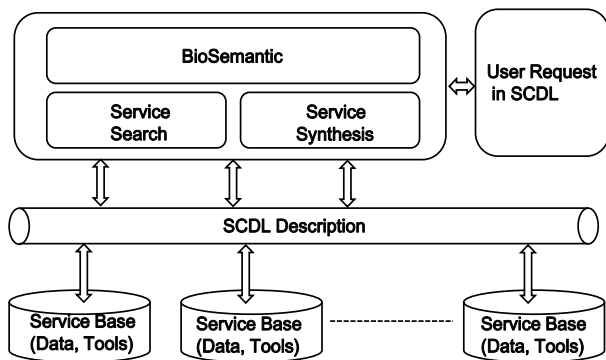 BioSemantic
Service
Search
Service
Synthesis
User Request
in SCDL
SCDL Description
Service Base
(Data, Tools)
Service Base
(Data, Tools)
Service Base
(Data, Tools)